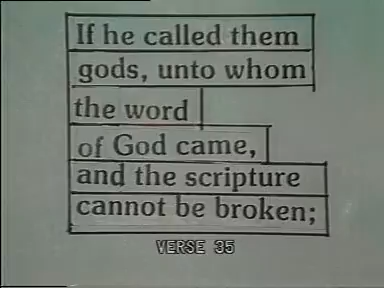 If he called them
gods, unto whom
the word
of God came,
and the scripture
cannot be broken;
VERSE 35